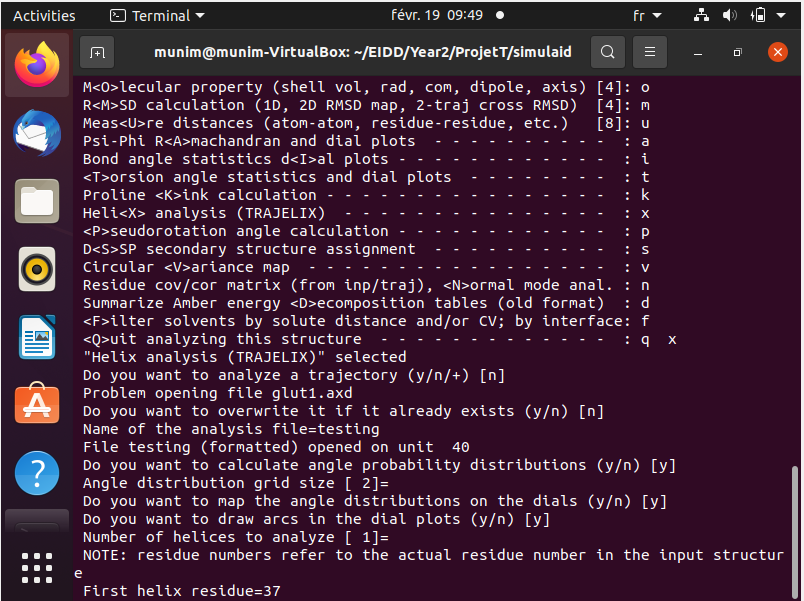 Activities Terminal févr. 19 09:49 fr
munim@munim-VirtualBox: ~/EIDD/Year2/ProjetT/simulaid
M<O>lecular property (shell vol, rad, com, dipole, axis) [4]: o
R<M>SD calculation (1D, 2D RMSD map, 2-traj cross RMSD)  [4]: m
Meas<U>re distances (atom-atom, residue-residue, etc.)   [8]: u
Psi-Phi R<A>machandran and dial plots  - - - - - - - - - - -  : a
Bond angle statistics d<I>al plots - - - - - - - - - - - - -  : i
<T>orsion angle statistics and dial plots  - - - - - - - - -  : t
Proline <K>ink calculation - - - - - - - - - - - - - - - - -  : k
Heli<X> analysis (TRAJELIX)  - - - - - - - - - - - - - - - -  : x
<P>seudorotation angle calculation - - - - - - - - - - - - -  : p
D<S>SP secondary structure assignment  - - - - - - - - - - -  : s
Circular <V>ariance map  - - - - - - - - - - - - - - - - - -  : v
Residue cov/cor matrix (from inp/traj), <N>ormal mode anal. : n
Summarize Amber energy <D>ecomposition tables (old format)  : d
<F>ilter solvents by solute distance and/or CV; by interface: f
<Q>uit analyzing this structure  - - - - - - - - - - - - - -  : q  x
"Helix analysis (TRAJELIX)" selected
Do you want to analyze a trajectory (y/n/+) [n]
Problem opening file glut1.axd
Do you want to overwrite it if it already exists (y/n) [n]
Name of the analysis file=testing
File testing (formatted) opened on unit  40
Do you want to calculate angle probability distributions (y/n) [y]
Angle distribution grid size [ 2]=
Do you want to map the angle distributions on the dials (y/n) [y]
Do you want to draw arcs in the dial plots (y/n) [y]
Number of helices to analyze [ 1]=
NOTE: residue numbers refer to the actual residue number in the input structur
e
First helix residue=37